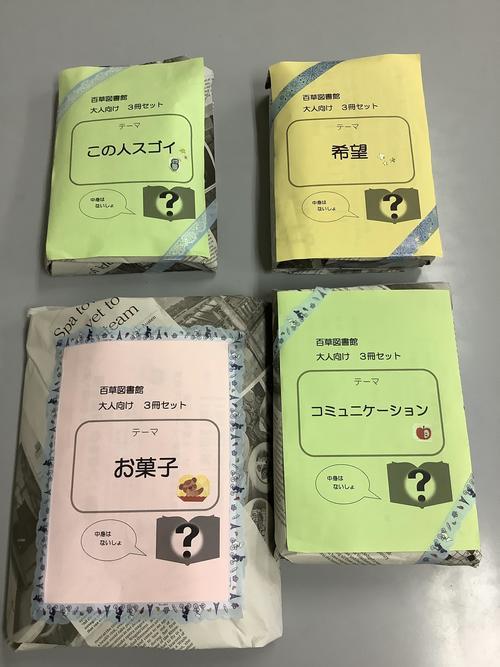 百草図書館
大人向け 3冊セット
テーマ
この人スゴイ
中身は
ないしょ
?
百草図書館
大人向け 3冊セット
テーマ
希望
中身は
ないしょ
?
Spa to
vet to
team
百草図書館
大人向け 3冊セット
テーマ
お菓子
中身は
ないしょ
?
百草図書館
大人向け 3冊セット
テーマ
コミュニケーション
中身は
ないしょ
?